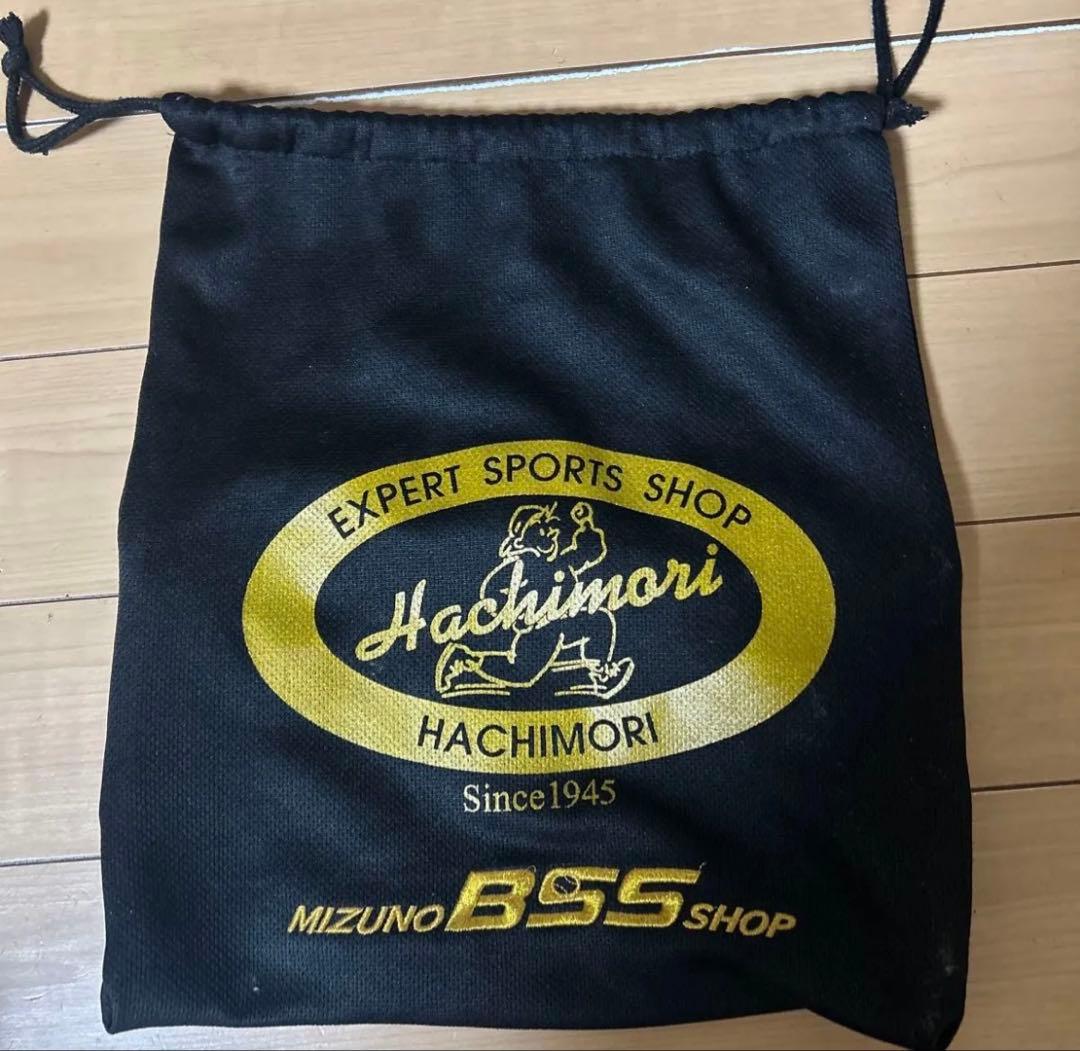 EXPERT SPORTS SHOP
Hachimori
HACHIMORI
Since1945
MIZUNO BSS SHOP